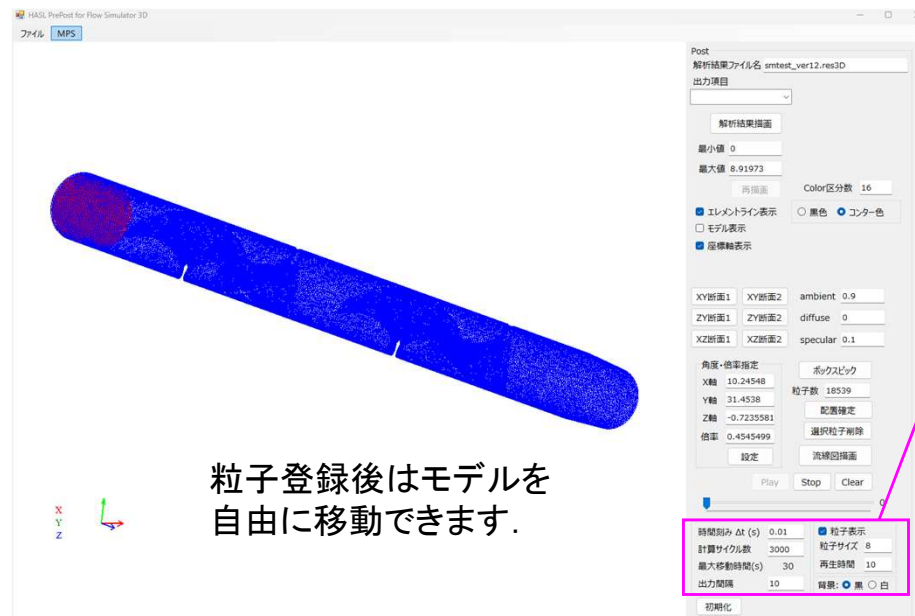 HASL PrePost for Flow Simulator 3D
ファイル MPS
Post
解析結果ファイル名 smtest_ver12.res3D
出力項目
解析結果描画
最小値 0
最大値 8.91973
再描画 Color区分数 16
エレメントライン表示 黒色 コンター色
モデル表示
座標軸表示
XY断面1 XY断面2 ambient 0.9
ZY断面1 ZY断面2 diffuse 0
XZ断面1 XZ断面2 specular 0.1
角度・倍率指定 ボックスピック
X軸 10.24548 粒子数 18539
Y軸 31.4538 配置確定
Z軸 -0.7235581 選択粒子削除
倍率 0.4545499
設定 流線図描画
Play Stop Clear
0
粒子登録後はモデルを
自由に移動できます.
X
Y
Z
時間刻み Δt (s) 0.01 粒子表示
計算サイクル数 3000 粒子サイズ 8
最大移動時間(s) 30 再生時間 10
出力間隔 10 背景: 黒 白
初期化